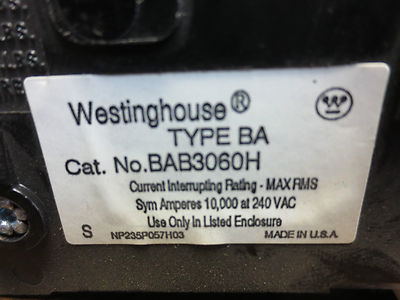 Westinghouse®
TYPE BA
Cat. No.BAB3060H
Current Interrupting Rating - MAX RMS
Sym Amperes 10,000 at 240 VAC
Use Only In Listed Enclosure
S NP235P057H03 MADE IN U.S.A.